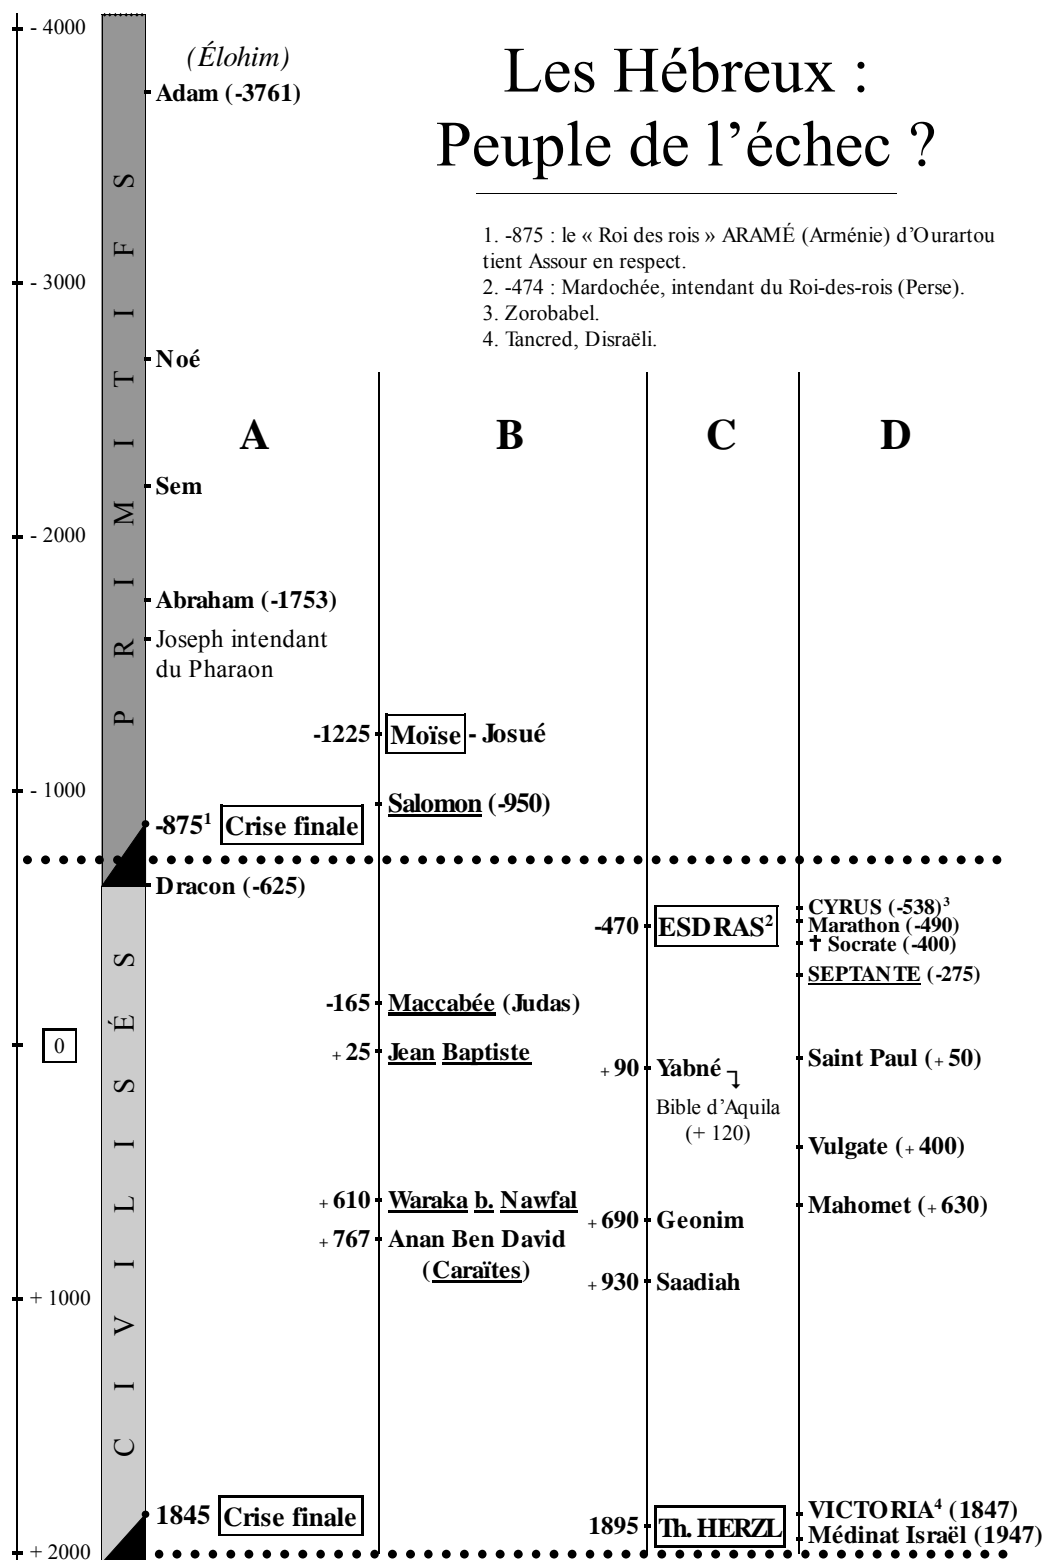 - 4000
(Élohim)
Adam (-3761)
Les Hébreux :
Peuple de l’échec ?
1. -875 : le « Roi des rois » ARAMÉ (Arménie) d’Ourartou
tient Assour en respect.
2. -474 : Mardochée, intendant du Roi-des-rois (Perse).
3. Zorobabel.
4. Tancred, Disraëli.
PRIMITIFS
- 3000
Noé
A
B
C
D
Sem
- 2000
Abraham (-1753)
Joseph intendant
du Pharaon
-1225 Moïse - Josué
- 1000
Salomon (-950)
-875¹ Crise finale
Dracon (-625)
CIVILISÉS
-470 ESDRAS²
CYRUS (-538)³
Marathon (-490)
✝ Socrate (-400)
SEPTANTE (-275)
-165 Maccabée (Judas)
0
+ 25 Jean Baptiste
+ 90 Yabné
Bible d’Aquila
(+ 120)
Saint Paul (+ 50)
Vulgate (+ 400)
+ 610 Waraka b. Nawfal
+ 690 Geonim
Mahomet (+ 630)
+ 767 Anan Ben David
(Caraïtes)
+ 930 Saadiah
+ 1000
1845 Crise finale
1895 Th. HERZL
VICTORIA⁴ (1847)
Médinat Israël (1947)
+ 2000